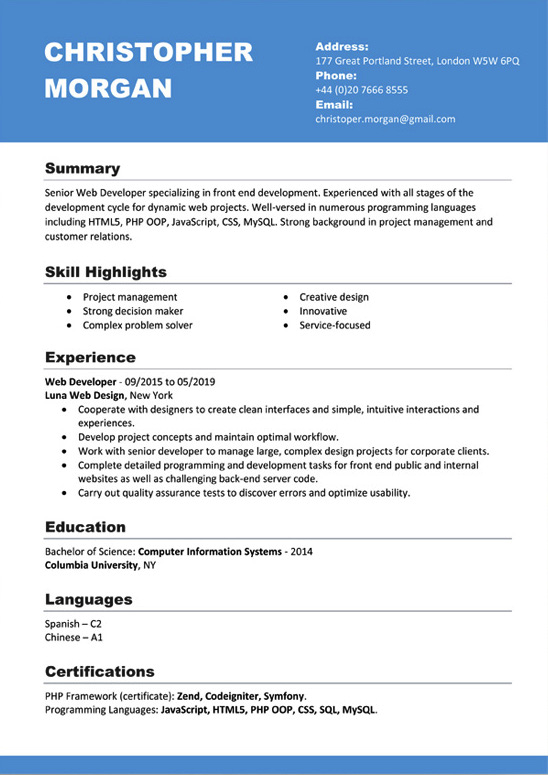 CHRISTOPHER
MORGAN
Address:
177 Great Portland Street, London W5W 6PQ
Phone:
+44 (0)20 7666 8555
Email:
christoper.morgan@gmail.com
Summary
Senior Web Developer specializing in front end development. Experienced with all stages of the
development cycle for dynamic web projects. Well-versed in numerous programming languages
including HTML5, PHP OOP, JavaScript, CSS, MySQL. Strong background in project management and
customer relations.
Skill Highlights
• Project management
• Strong decision maker
• Complex problem solver
• Creative design
• Innovative
• Service-focused
Experience
Web Developer - 09/2015 to 05/2019
Luna Web Design, New York
• Cooperate with designers to create clean interfaces and simple, intuitive interactions and
experiences.
• Develop project concepts and maintain optimal workflow.
• Work with senior developer to manage large, complex design projects for corporate clients.
• Complete detailed programming and development tasks for front end public and internal
websites as well as challenging back-end server code.
• Carry out quality assurance tests to discover errors and optimize usability.
Education
Bachelor of Science: Computer Information Systems - 2014
Columbia University, NY
Languages
Spanish – C2
Chinese – A1
Certifications
PHP Framework (certificate): Zend, Codeigniter, Symfony.
Programming Languages: JavaScript, HTML5, PHP OOP, CSS, SQL, MySQL.